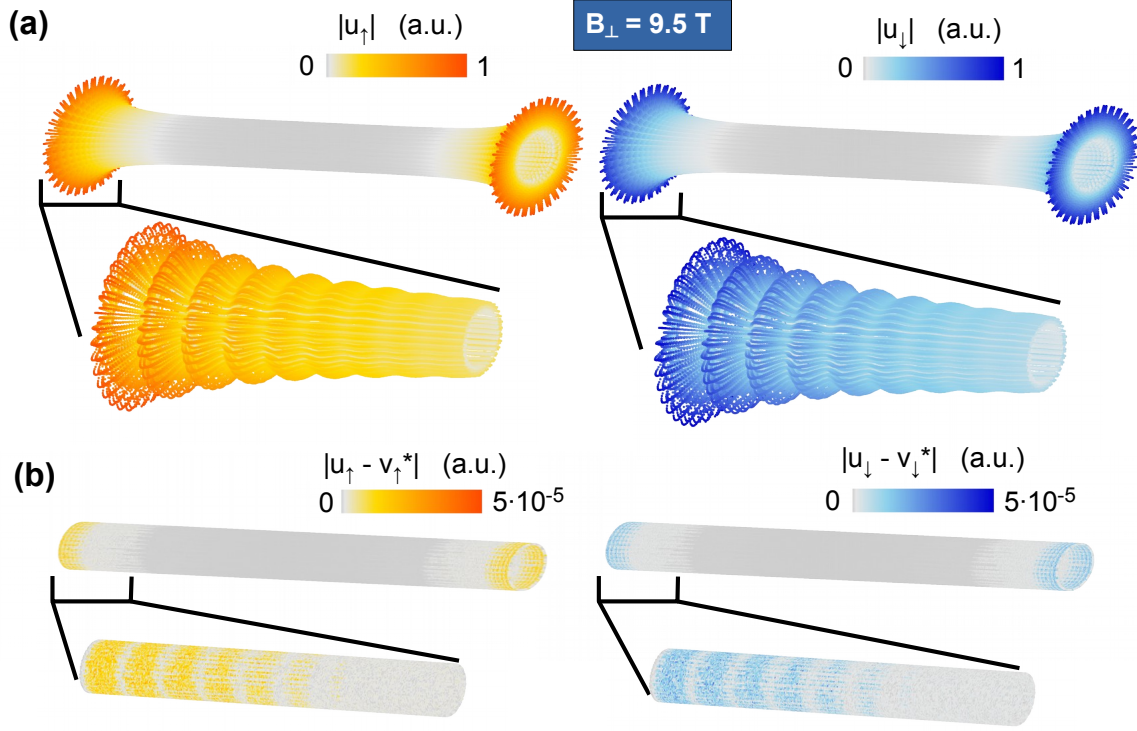 (a)
|u↑| (a.u.)
0 1
B⊥ = 9.5 T
|u↓| (a.u.)
0 1
(b)
|u↑ - v↑*| (a.u.)
0 5·10⁻⁵
|u↓ - v↓*| (a.u.)
0 5·10⁻⁵